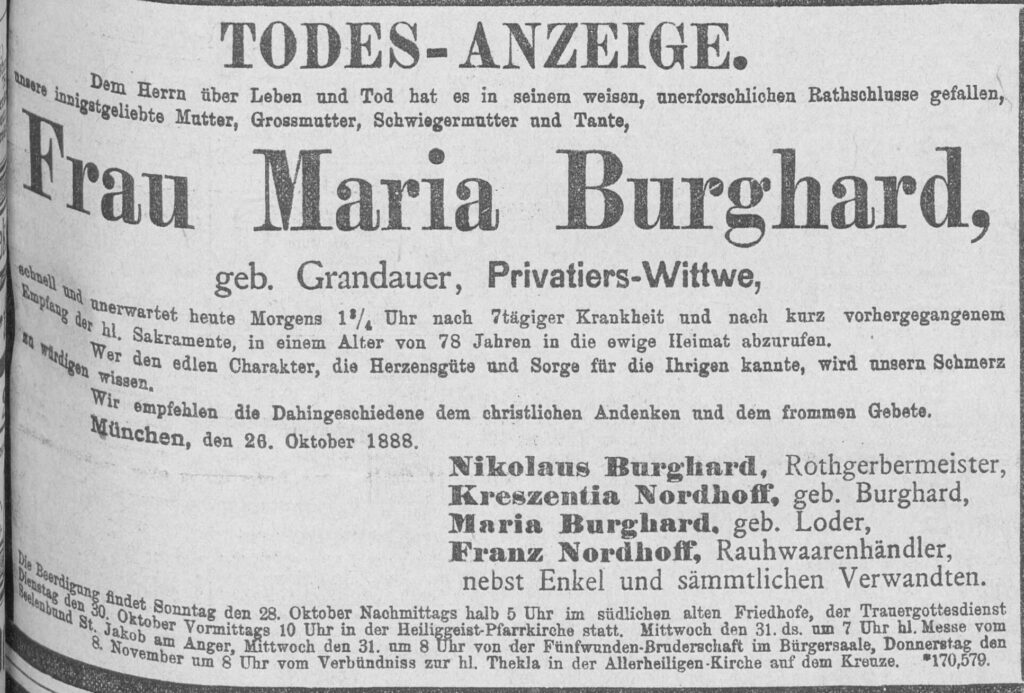 TODES-ANZEIGE.
Dem Herrn über Leben und Tod hat es in seinem weisen, unerforschlichen Rathschlusse gefallen,
unsere innigstgeliebte Mutter, Grossmutter, Schwiegermutter und Tante,
Frau Maria Burghard,
geb. Grandauer, Privatiers-Wittwe,
schnell und unerwartet heute Morgens 1³/₄ Uhr nach 7tägiger Krankheit und nach kurz vorhergegangenem
Empfang der hl. Sakramente, in einem Alter von 78 Jahren in die ewige Heimat abzurufen.
Wer den edlen Charakter, die Herzensgüte und Sorge für die Ihrigen kannte, wird unsern Schmerz
zu würdigen wissen.
Wir empfehlen die Dahingeschiedene dem christlichen Andenken und dem frommen Gebete.
München, den 26. Oktober 1888.
Nikolaus Burghard, Rothgerbermeister,
Kreszentia Nordhoff, geb. Burghard,
Maria Burghard, geb. Loder,
Franz Nordhoff, Rauhwaarenhändler,
nebst Enkel und sämmtlichen Verwandten.
Die Beerdigung findet Sonntag den 28. Oktober Nachmittags halb 5 Uhr im südlichen alten Friedhofe, der Trauergottesdienst
Dienstag den 30. Oktober Vormittags 10 Uhr in der Heiliggeist-Pfarrkirche statt. Mittwoch den 31. ds. um 7 Uhr hl. Messe vom
Seelenbund St. Jakob am Anger, Mittwoch den 31. um 8 Uhr von der Fünfwunden-Bruderschaft im Bürgersaale, Donnerstag den
8. November um 8 Uhr vom Verbündniss zur hl. Thekla in der Allerheiligen-Kirche auf dem Kreuze. *170,579.